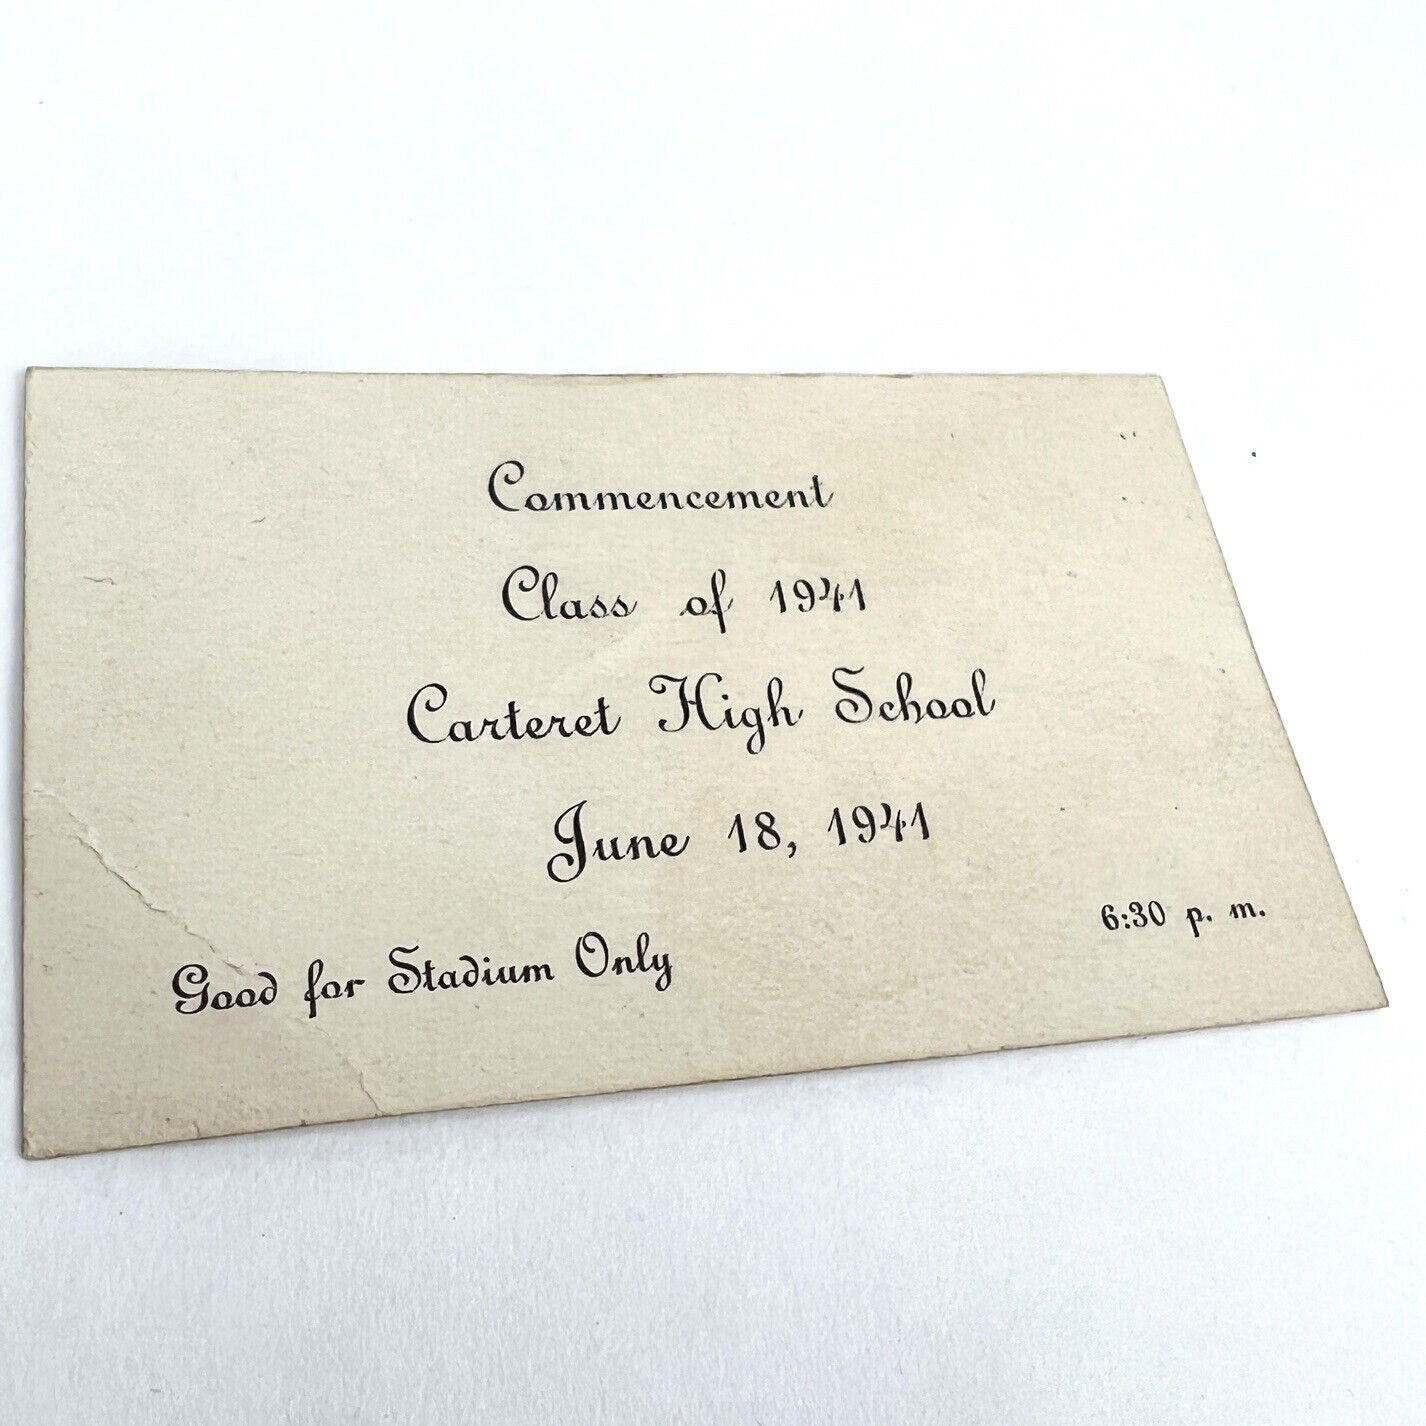 Commencement
Class of 1941
Carteret High School
June 18, 1941
6:30 p. m.
Good for Stadium Only